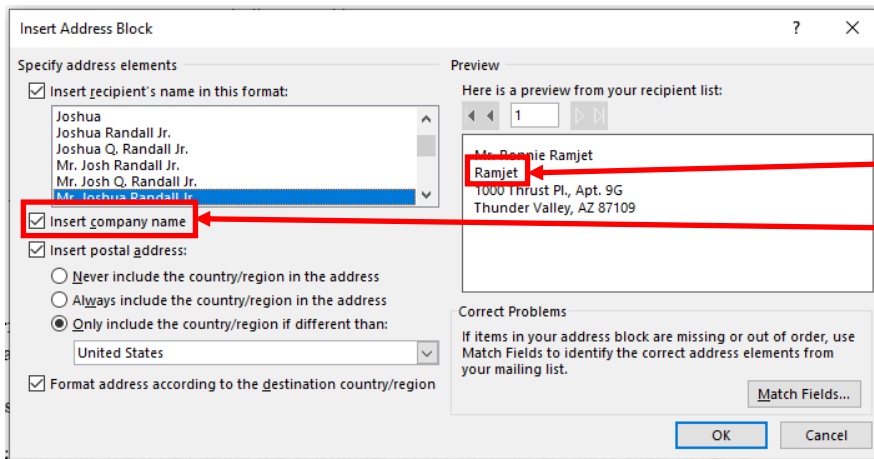 Insert Address Block
? ×
Specify address elements
Insert recipient's name in this format:
Joshua
Joshua Randall Jr.
Joshua Q. Randall Jr.
Mr. Josh Randall Jr.
Mr. Josh Q. Randall Jr.
Mr. Joshua Randall Jr.
Insert company name
Insert postal address:
Never include the country/region in the address
Always include the country/region in the address
Only include the country/region if different than:
United States
Format address according to the destination country/region
Preview
Here is a preview from your recipient list:
1
Mr. Ronnie Ramjet
Ramjet
1000 Thrust Pl., Apt. 9G
Thunder Valley, AZ 87109
Correct Problems
If items in your address block are missing or out of order, use
Match Fields to identify the correct address elements from
your mailing list.
Match Fields...
OK
Cancel